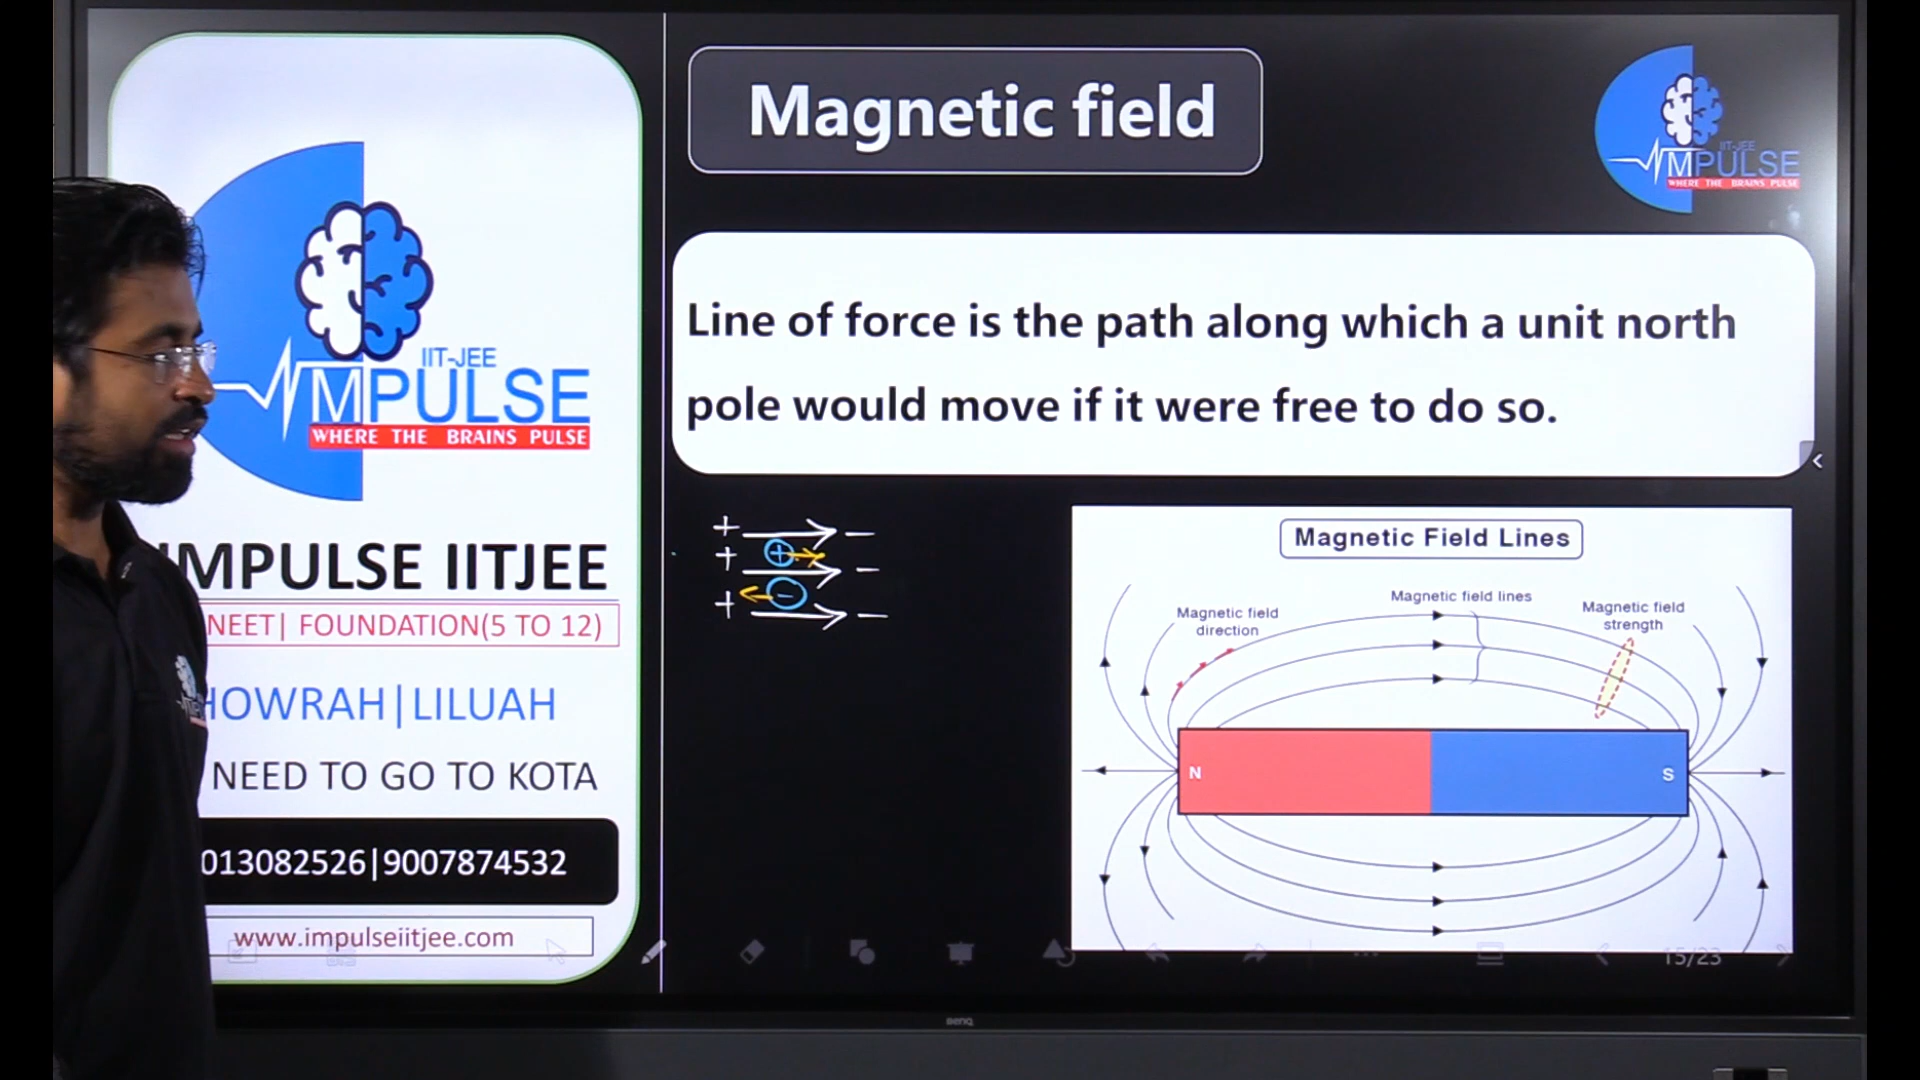 IIT-JEE
MPULSE
WHERE THE BRAINS PULSE
IMPULSE IITJEE
NEET| FOUNDATION(5 TO 12)
HOWRAH|LILUAH
NEED TO GO TO KOTA
013082526|9007874532
www.impulseiitjee.com
Magnetic field
IIT-JEE
MPULSE
WHERE THE BRAINS PULSE
Line of force is the path along which a unit north
pole would move if it were free to do so.
+ → −
+ + → −
+ − → −
Magnetic Field Lines
Magnetic field
direction
Magnetic field lines
Magnetic field
strength
N
S
15/23
BenQ